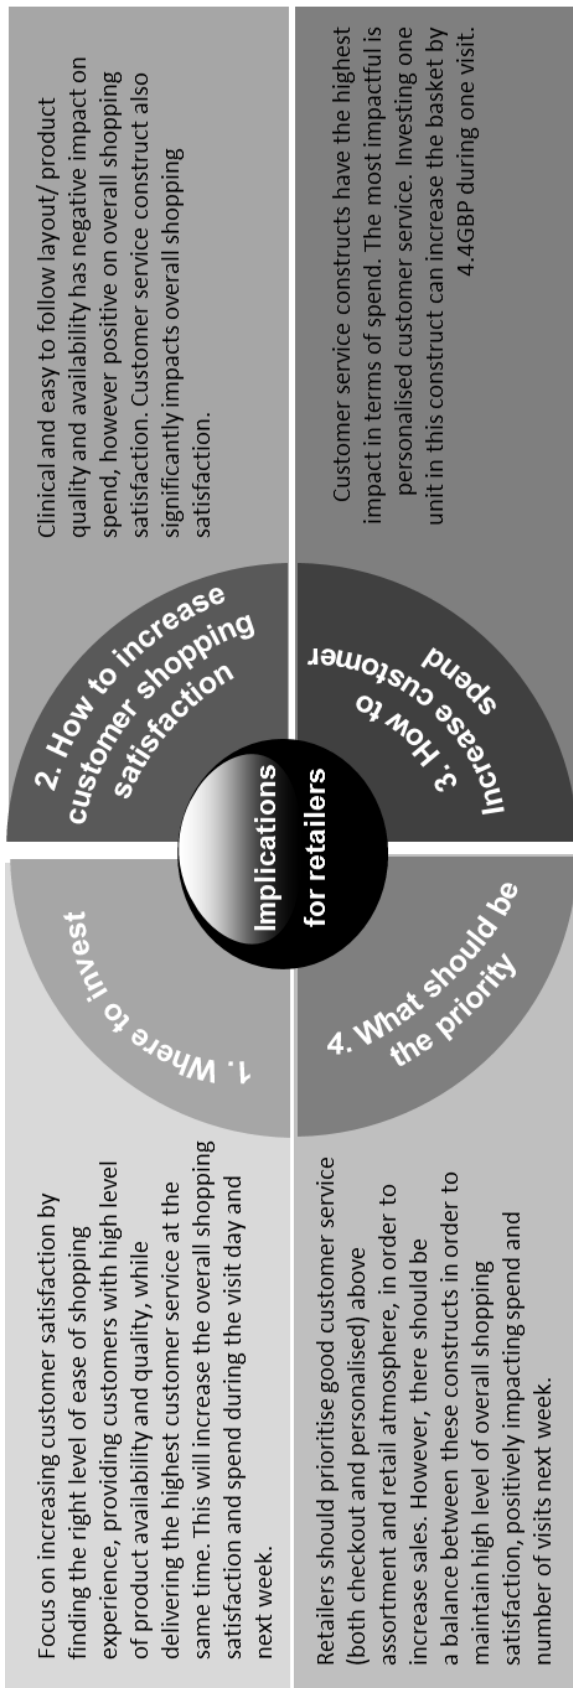 Focus on increasing customer satisfaction by
finding the right level of ease of shopping
experience, providing customers with high level
of product availability and quality, while
delivering the highest customer service at the
same time. This will increase the overall shopping
satisfaction and spend during the visit day and
next week.
1. Where to invest
2. How to increase
customer shopping
satisfaction
Clinical and easy to follow layout/ product
quality and availability has negative impact on
spend, however positive on overall shopping
satisfaction. Customer service construct also
significantly impacts overall shopping
satisfaction.
Implications
for retailers
3. How to
Increase customer
spend
Customer service constructs have the highest
impact in terms of spend. The most impactful is
personalised customer service. Investing one
unit in this construct can increase the basket by
4.4GBP during one visit.
4. What should be
the priority
Retailers should prioritise good customer service
(both checkout and personalised) above
assortment and retail atmosphere, in order to
increase sales. However, there should be
a balance between these constructs in order to
maintain high level of overall shopping
satisfaction, positively impacting spend and
number of visits next week.